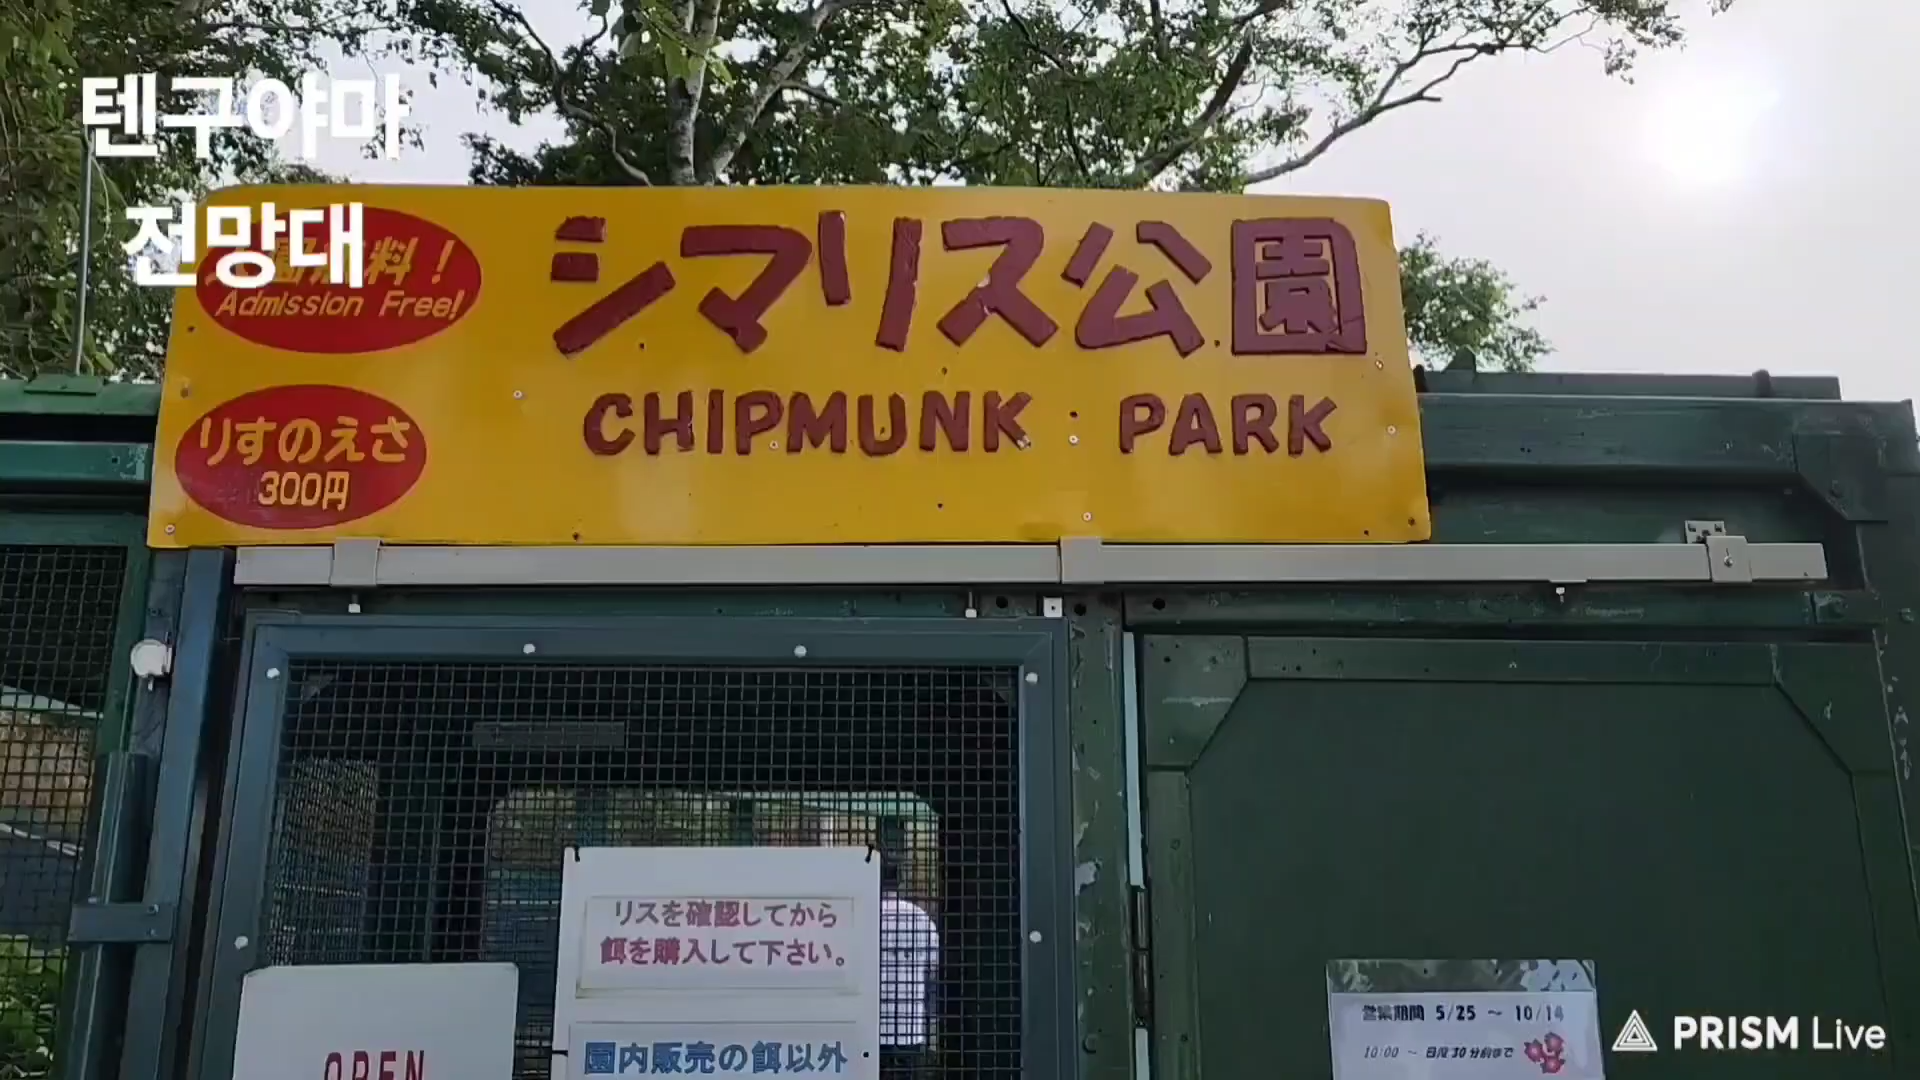 텐구야마
전망대
料！
Admission Free!
シマリス公園
CHIPMUNK PARK
りすのえさ
300円
リスを確認してから
餌を購入して下さい。
園内販売の餌以外
OPEN
営業期間 5/25 ～ 10/14
10:00 ～ 日没30分前まで
PRISM Live